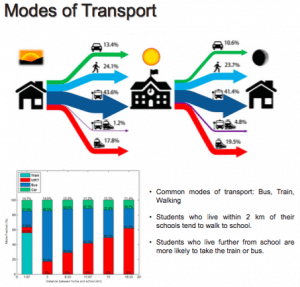 Modes of Transport
13.4%
24.1%
43.6%
1.2%
17.8%
10.6%
23.7%
41.4%
4.8%
19.5%
Walk
MRT
Bus
Car
Distance between home and school (km)
• Common modes of transport: Bus, Train,
Walking
• Students who live within 2 km of their
schools tend to walk to school.
• Students who live further from school are
more likely to take the train or bus.